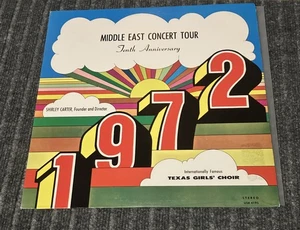 MIDDLE EAST CONCERT TOUR
Tenth Anniversary
SHIRLEY CARTER, Founder and Director
1972
Internationally Famous
TEXAS GIRLS' CHOIR
STEREO